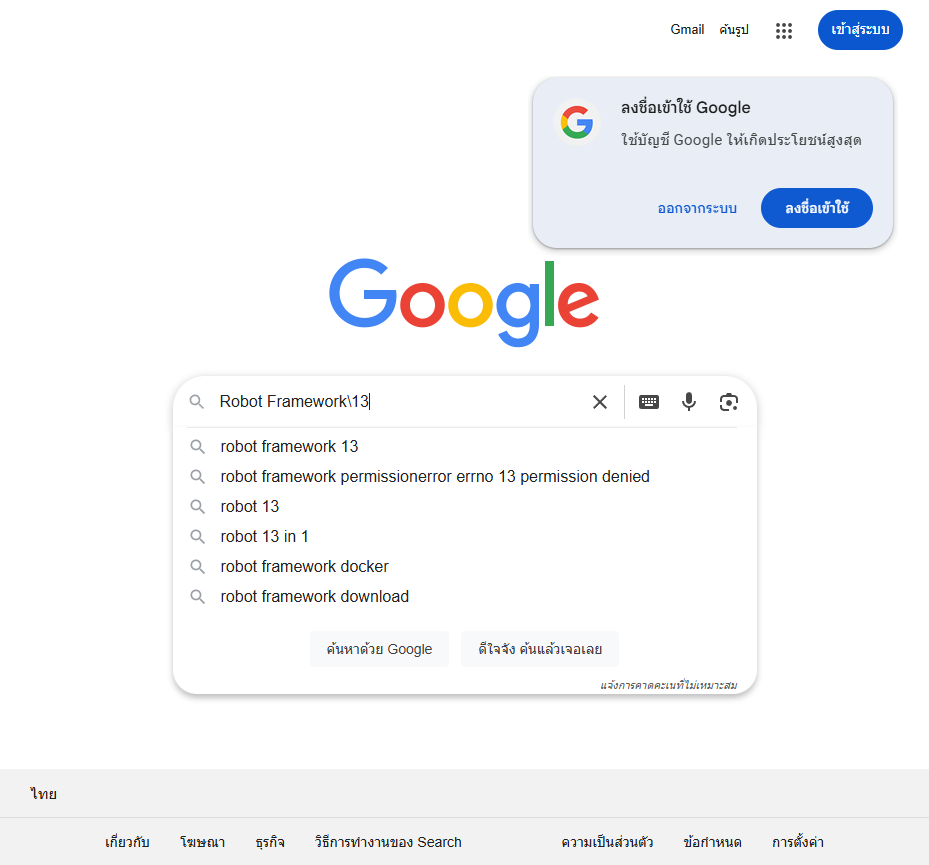 Gmail ค้นรูป เข้าสู่ระบบ
ลงชื่อเข้าใช้ Google
ใช้บัญชี Google ให้เกิดประโยชน์สูงสุด
ออกจากระบบ ลงชื่อเข้าใช้
Google
Robot Framework\13
robot framework 13
robot framework permissionerror errno 13 permission denied
robot 13
robot 13 in 1
robot framework docker
robot framework download
ค้นหาด้วย Google ดีใจจัง ค้นแล้วเจอเลย
แจ้งการคาดคะเนที่ไม่เหมาะสม
ไทย
เกี่ยวกับ โฆษณา ธุรกิจ วิธีการทำงานของ Search ความเป็นส่วนตัว ข้อกำหนด การตั้งค่า